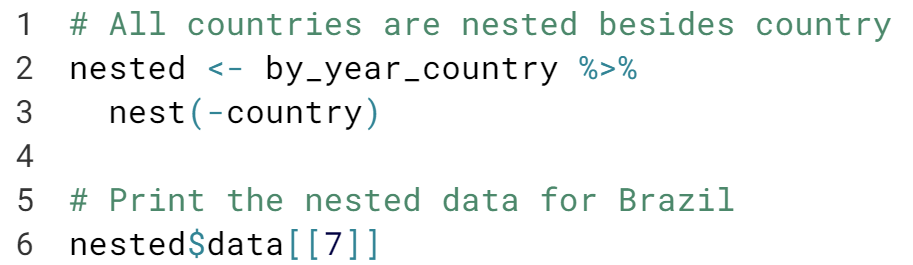 1 # All countries are nested besides country
2 nested <- by_year_country %>%
3   nest(-country)
4
5 # Print the nested data for Brazil
6 nested$data[[7]]